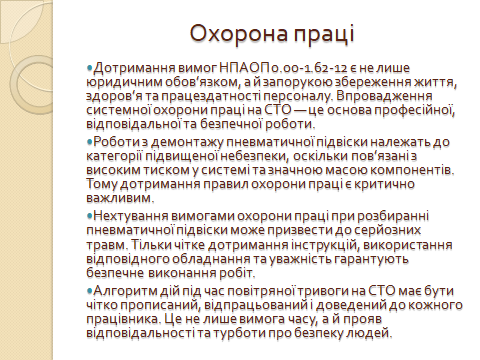 Охорона праці
•Дотримання вимог НПАОП 0.00-1.62-12 є не лише
юридичним обов’язком, а й запорукою збереження життя,
здоров’я та працездатності персоналу. Впровадження
системної охорони праці на СТО — це основа професійної,
відповідальної та безпечної роботи.
•Роботи з демонтажу пневматичної підвіски належать до
категорії підвищеної небезпеки, оскільки пов’язані з
високим тиском у системі та значною масою компонентів.
Тому дотримання правил охорони праці є критично
важливим.
•Нехтування вимогами охорони праці при розбиранні
пневматичної підвіски може призвести до серйозних
травм. Тільки чітке дотримання інструкцій, використання
відповідного обладнання та уважність гарантують
безпечне виконання робіт.
•Алгоритм дій під час повітряної тривоги на СТО має бути
чітко прописаний, відпрацьований і доведений до кожного
працівника. Це не лише вимога часу, а й прояв
відповідальності та турботи про безпеку людей.